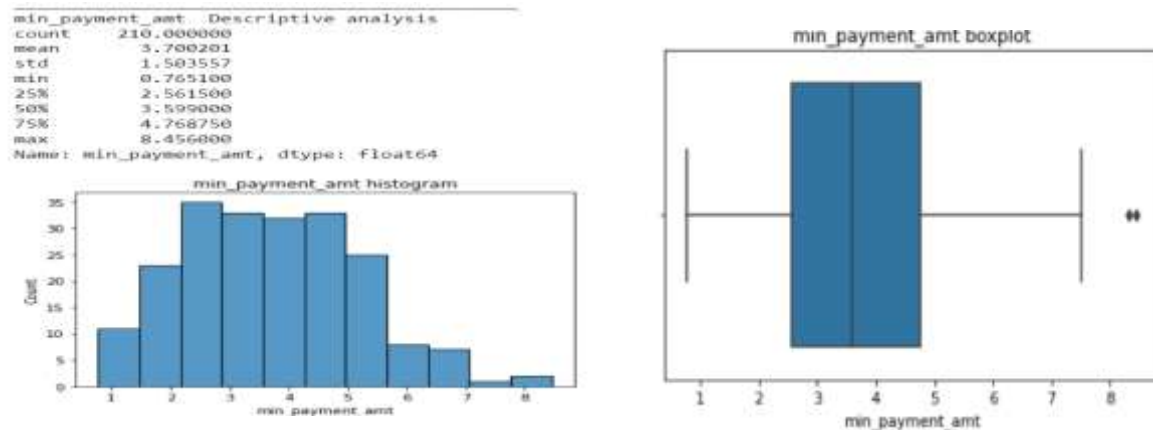 min_payment_amt Descriptive analysis
count 210.000000
mean 3.700201
std 1.503557
min 0.765100
25% 2.561500
50% 3.599000
75% 4.768750
max 8.456000
Name: min_payment_amt, dtype: float64
min_payment_amt histogram
35
30
25
20
15
10
5
0
Count
1 2 3 4 5 6 7 8
min_payment_amt
min_payment_amt boxplot
1 2 3 4 5 6 7 8
min_payment_amt